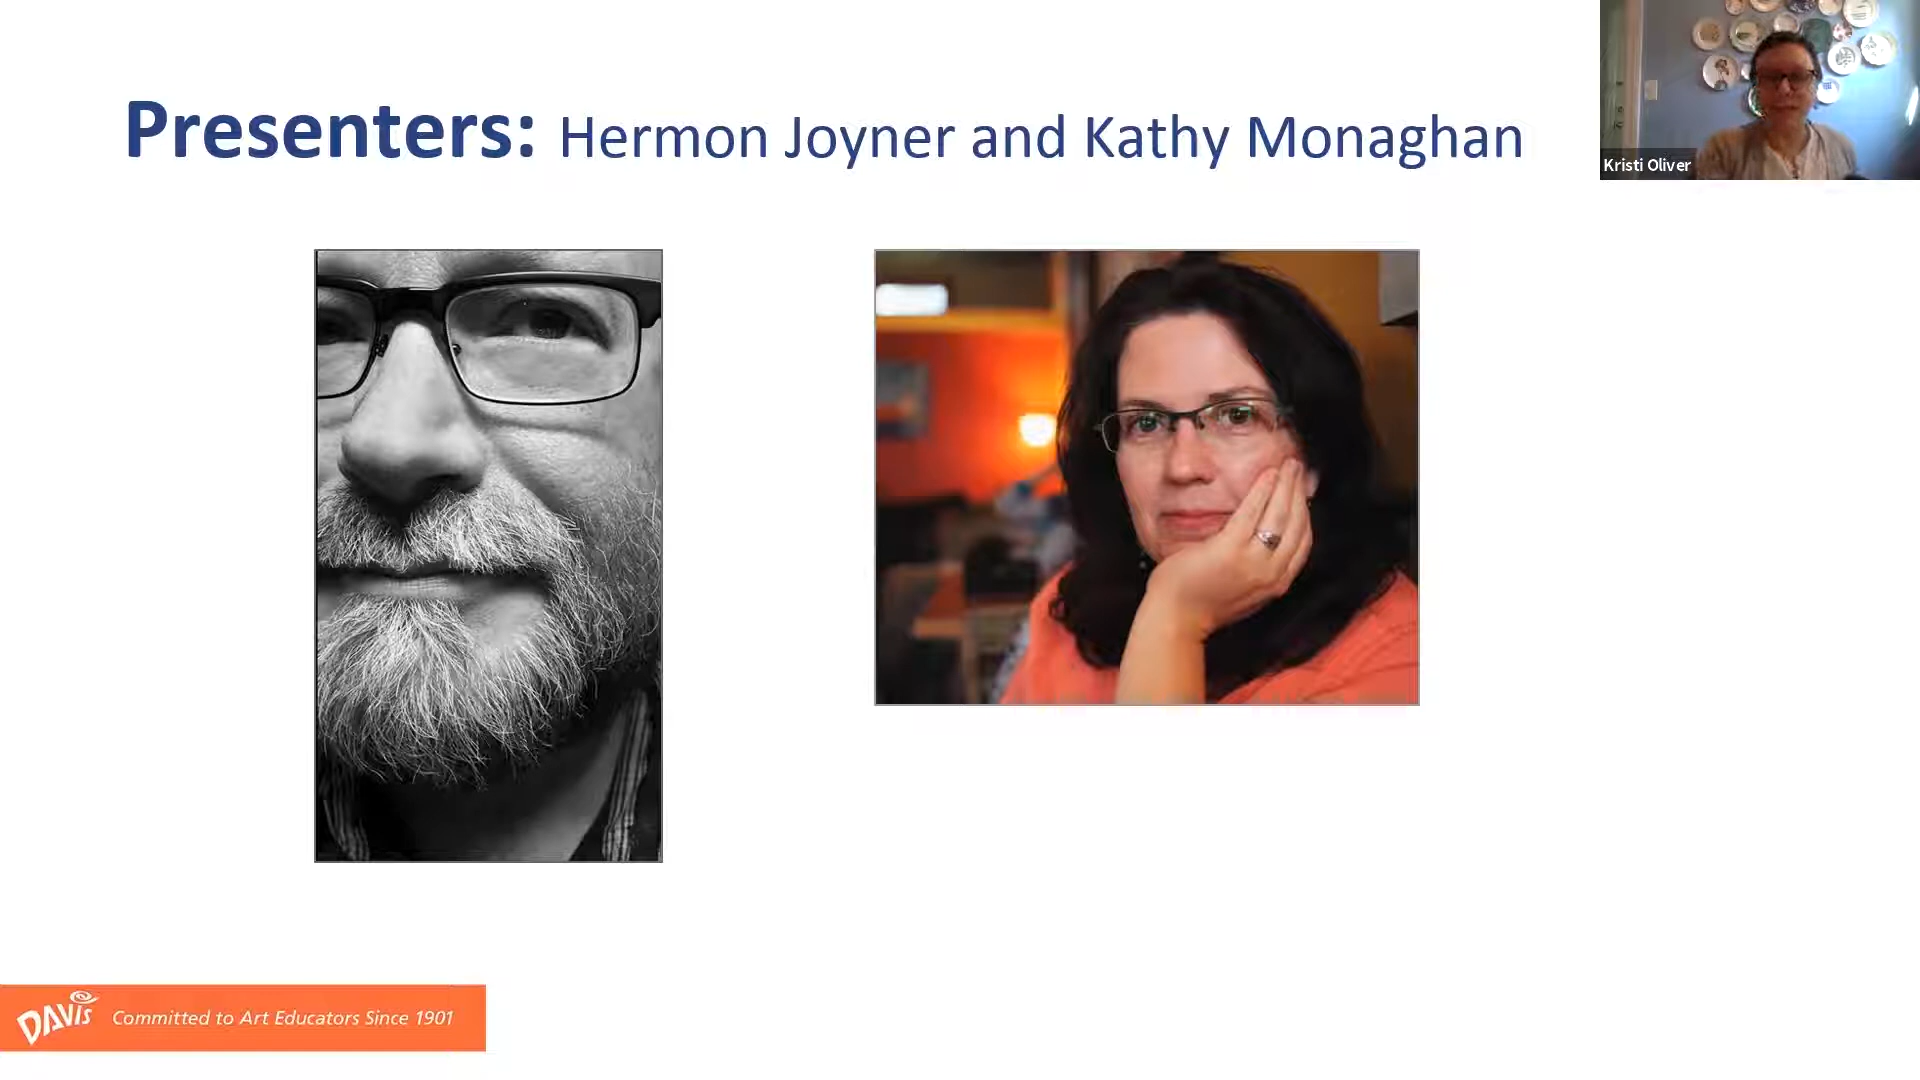 Presenters: Hermon Joyner and Kathy Monaghan
Kristi Oliver
DAVIS Committed to Art Educators Since 1901